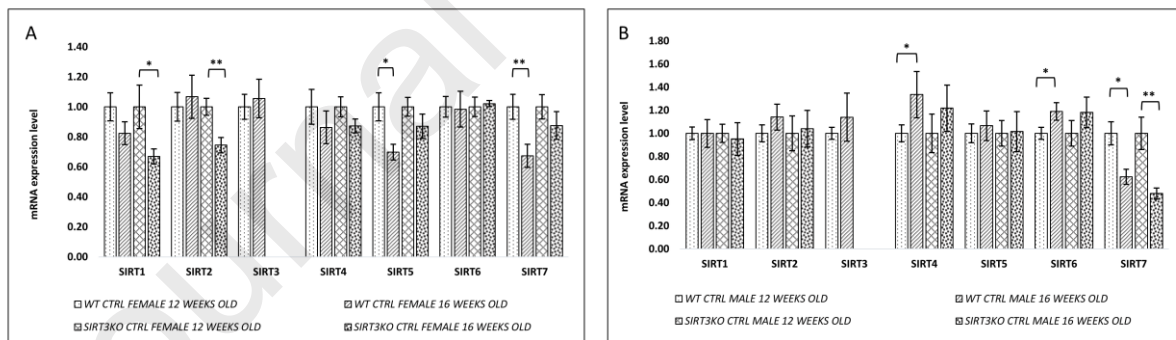 A
1.40
1.20
1.00
0.80
0.60
0.40
0.20
0.00
mRNA expression level
* ** * **
SIRT1 SIRT2 SIRT3 SIRT4 SIRT5 SIRT6 SIRT7
WT CTRL FEMALE 12 WEEKS OLD WT CTRL FEMALE 16 WEEKS OLD
SIRT3KO CTRL FEMALE 12 WEEKS OLD SIRT3KO CTRL FEMALE 16 WEEKS OLD
B
1.80
1.60
1.40
1.20
1.00
0.80
0.60
0.40
0.20
0.00
mRNA expression level
* * * **
SIRT1 SIRT2 SIRT3 SIRT4 SIRT5 SIRT6 SIRT7
WT CTRL MALE 12 WEEKS OLD WT CTRL MALE 16 WEEKS OLD
SIRT3KO CTRL MALE 12 WEEKS OLD SIRT3KO CTRL MALE 16 WEEKS OLD